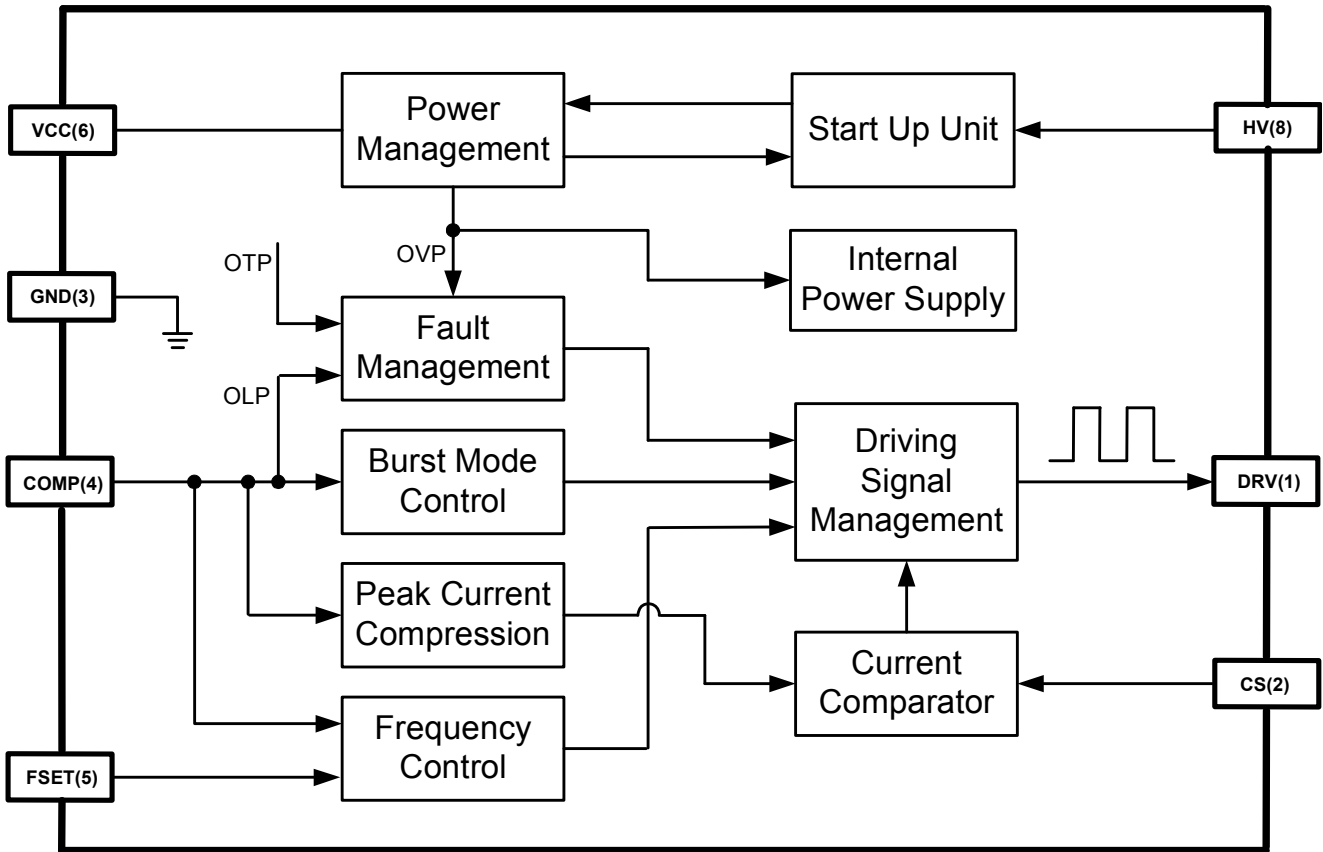 VCC(6)
Power
Management
Start Up Unit
HV(8)
OTP
OVP
Internal
Power Supply
GND(3)
Fault
Management
OLP
COMP(4)
Burst Mode
Control
Driving
Signal
Management
DRV(1)
Peak Current
Compression
Current
Comparator
CS(2)
Frequency
Control
FSET(5)